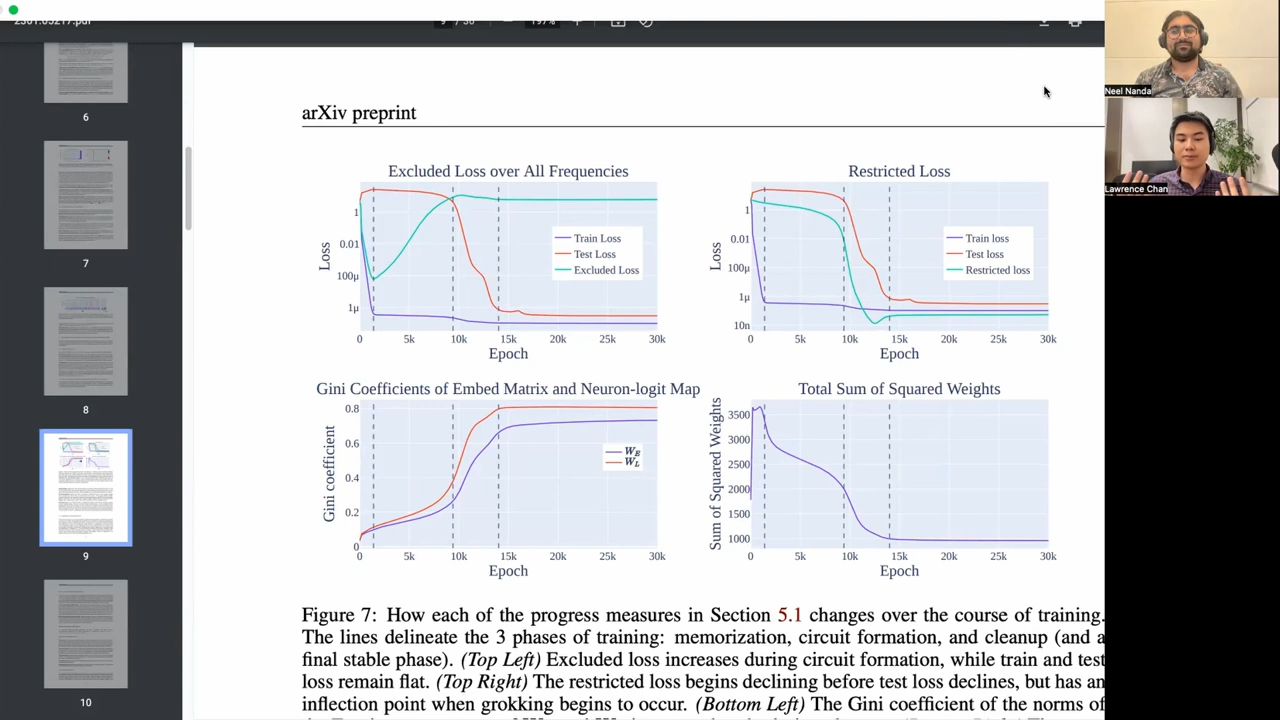 2301.05217.pdf
9 / 36
197%
6
7
8
9
10
arXiv preprint
Excluded Loss over All Frequencies
Loss
1
0.01
100μ
1μ
Train Loss
Test Loss
Excluded Loss
0 5k 10k 15k 20k 25k 30k
Epoch
Restricted Loss
Loss
1
0.01
100μ
1μ
10n
Train loss
Test loss
Restricted loss
0 5k 10k 15k 20k 25k 30k
Epoch
Gini Coefficients of Embed Matrix and Neuron-logit Map
Gini coefficient
0.8
0.6
0.4
0.2
0
W_E
W_L
0 5k 10k 15k 20k 25k 30k
Epoch
Total Sum of Squared Weights
Sum of Squared Weights
3500
3000
2500
2000
1500
1000
0 5k 10k 15k 20k 25k 30k
Epoch
Figure 7: How each of the progress measures in Section 5.1 changes over the course of training.
The lines delineate the 3 phases of training: memorization, circuit formation, and cleanup (and a
final stable phase). (Top Left) Excluded loss increases during circuit formation, while train and test
loss remain flat. (Top Right) The restricted loss begins declining before test loss declines, but has an
inflection point when grokking begins to occur. (Bottom Left) The Gini coefficient of the norms of
Neel Nanda
Lawrence Chan